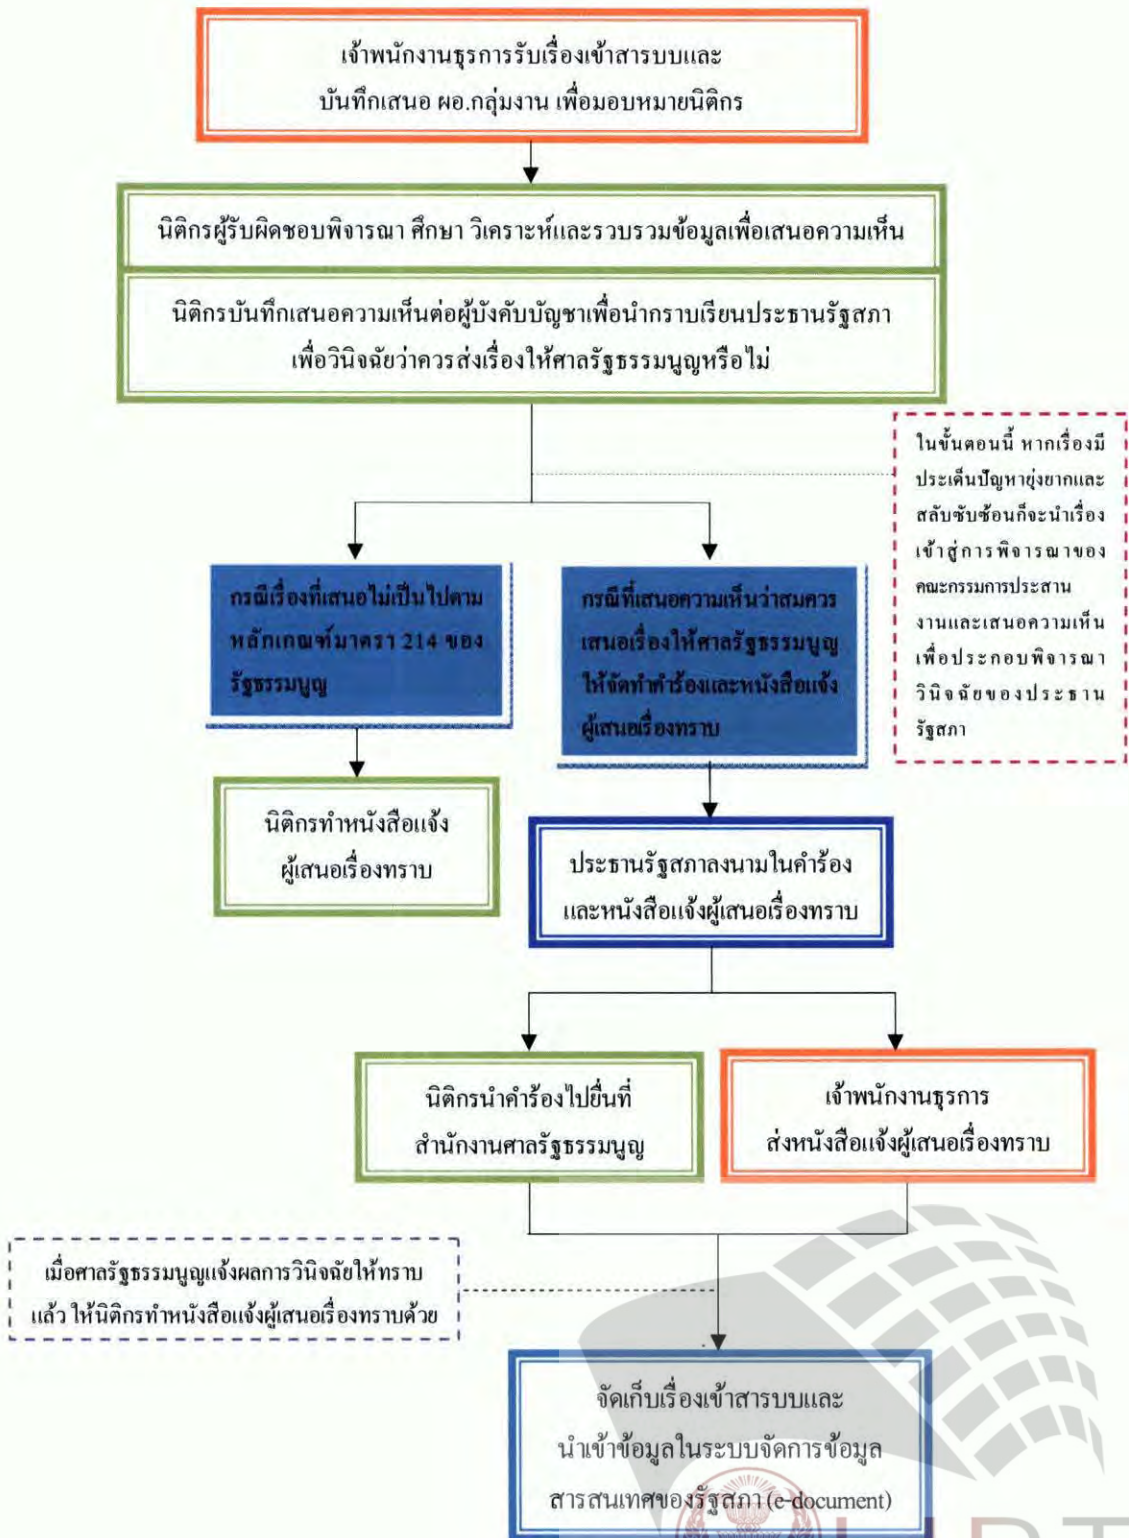 เจ้าพนักงานธุรการรับเรื่องเข้าสารบบและ
บันทึกเสนอ ผอ.กลุ่มงาน เพื่อมอบหมายนิติกร
นิติกรผู้รับผิดชอบพิจารณา ศึกษา วิเคราะห์และรวบรวมข้อมูลเพื่อเสนอความเห็น
นิติกรบันทึกเสนอความเห็นต่อผู้บังคับบัญชาเพื่อนำกราบเรียนประธานรัฐสภา
เพื่อวินิจฉัยว่าควรส่งเรื่องให้ศาลรัฐธรรมนูญหรือไม่
ในขั้นตอนนี้ หากเรื่องมี
ประเด็นปัญหายุ่งยากและ
สลับซับซ้อนก็จะนำเรื่อง
เข้าสู่การพิจารณาของ
คณะกรรมการประสาน
งานและเสนอความเห็น
เพื่อประกอบพิจารณา
วินิจฉัยของประธาน
รัฐสภา
กรณีเรื่องที่เสนอไม่เป็นไปตาม
หลักเกณฑ์มาตรา 214 ของ
รัฐธรรมนูญ
กรณีที่เสนอความเห็นว่าสมควร
เสนอเรื่องให้ศาลรัฐธรรมนูญ
ให้จัดทำคำร้องและหนังสือแจ้ง
ผู้เสนอเรื่องทราบ
นิติกรทำหนังสือแจ้ง
ผู้เสนอเรื่องทราบ
ประธานรัฐสภาลงนามในคำร้อง
และหนังสือแจ้งผู้เสนอเรื่องทราบ
นิติกรนำคำร้องไปยื่นที่
สำนักงานศาลรัฐธรรมนูญ
เจ้าพนักงานธุรการ
ส่งหนังสือแจ้งผู้เสนอเรื่องทราบ
เมื่อศาลรัฐธรรมนูญแจ้งผลการวินิจฉัยให้ทราบ
แล้ว ให้นิติกรทำหนังสือแจ้งผู้เสนอเรื่องทราบด้วย
จัดเก็บเรื่องเข้าสารบบและ
นำเข้าข้อมูลในระบบจัดการข้อมูล
สารสนเทศของรัฐสภา (e-document)